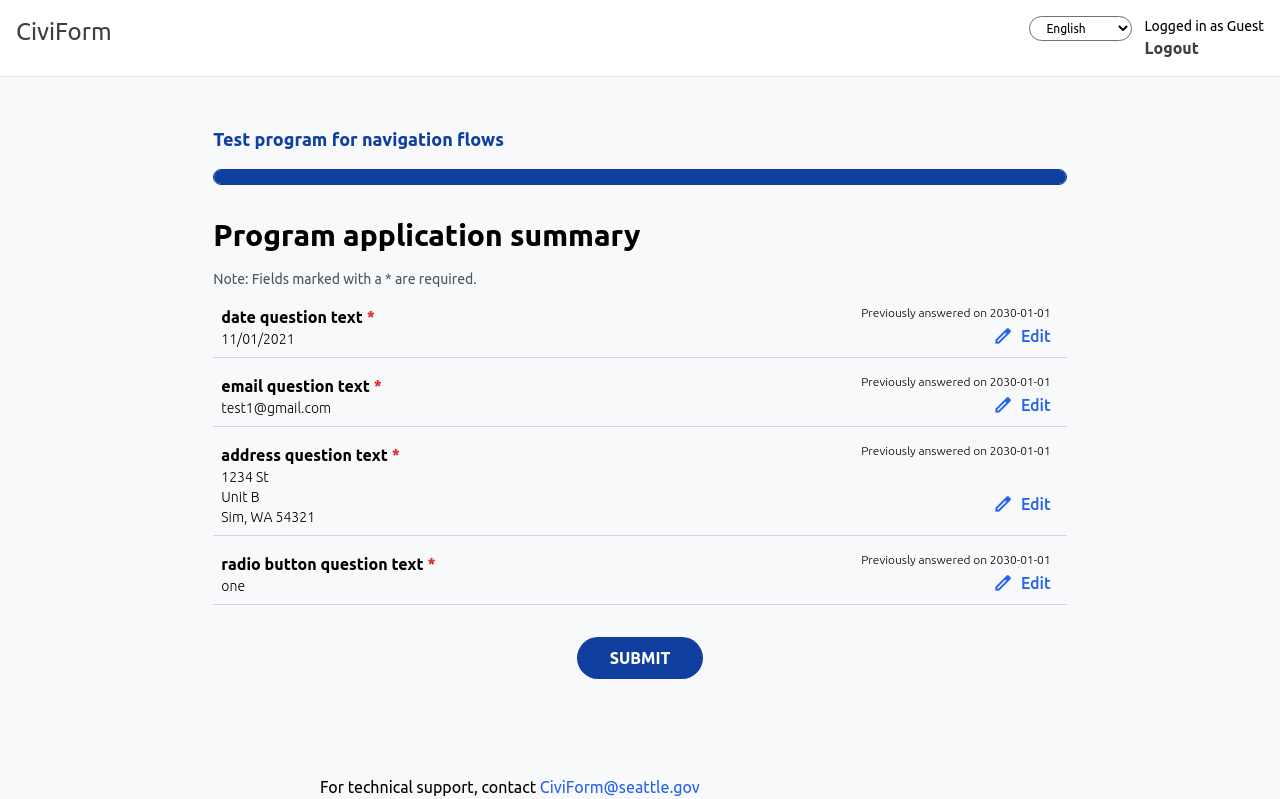 CiviForm
English
Logged in as Guest
Logout
Test program for navigation flows
Program application summary
Note: Fields marked with a * are required.
date question text *
Previously answered on 2030-01-01
11/01/2021
Edit
email question text *
Previously answered on 2030-01-01
test1@gmail.com
Edit
address question text *
Previously answered on 2030-01-01
1234 St
Unit B
Sim, WA 54321
Edit
radio button question text *
Previously answered on 2030-01-01
one
Edit
SUBMIT
For technical support, contact CiviForm@seattle.gov